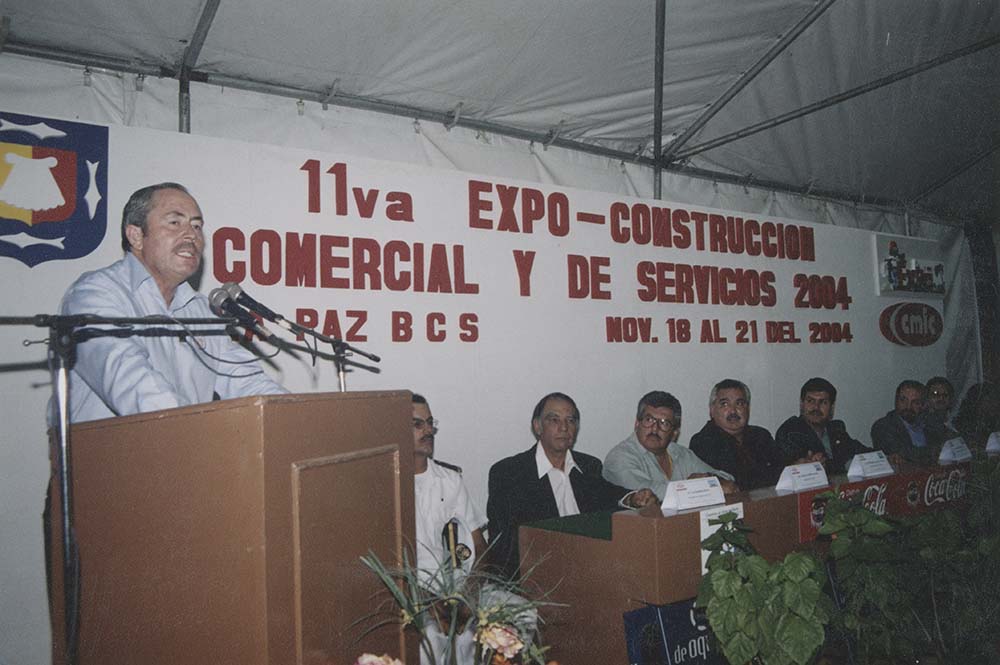 11va EXPO-CONSTRUCCION
COMERCIAL Y DE SERVICIOS 2004
PAZ B C S NOV. 18 AL 21 DEL 2004
cmic
Coca-Cola
Coca-Cola